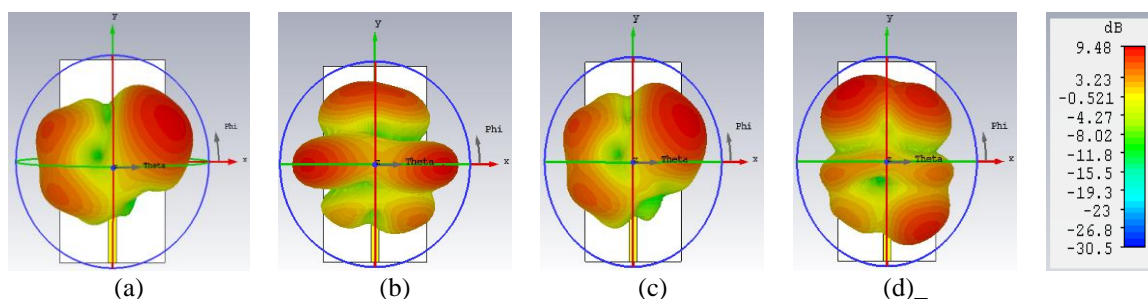 y
Phi
Theta
x
(a)
y
Phi
Theta
x
(b)
y
Phi
Theta
x
(c)
y
Phi
Theta
x
(d)_
dB
9.48
3.23
-0.521
-4.27
-8.02
-11.8
-15.5
-19.3
-23
-26.8
-30.5